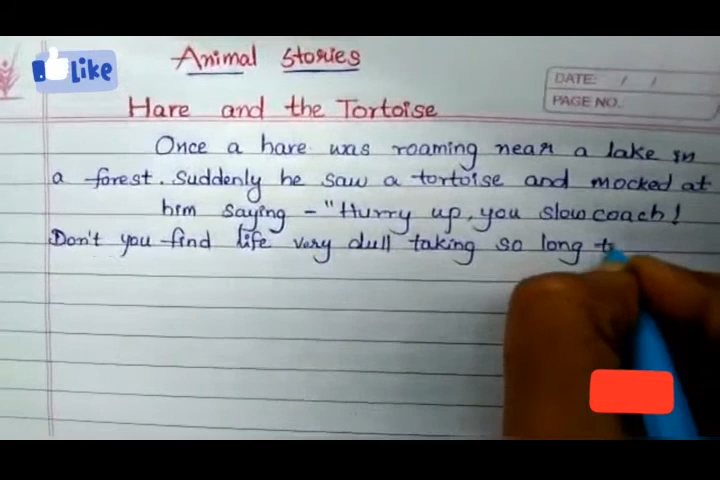 Like
Animal Stories
DATE: / /
PAGE NO.
Hare and the Tortoise
Once a hare was roaming near a lake in
a forest. Suddenly he saw a tortoise and mocked at
him saying - "Hurry up, you slow coach!
Don't you find life very dull taking so long t